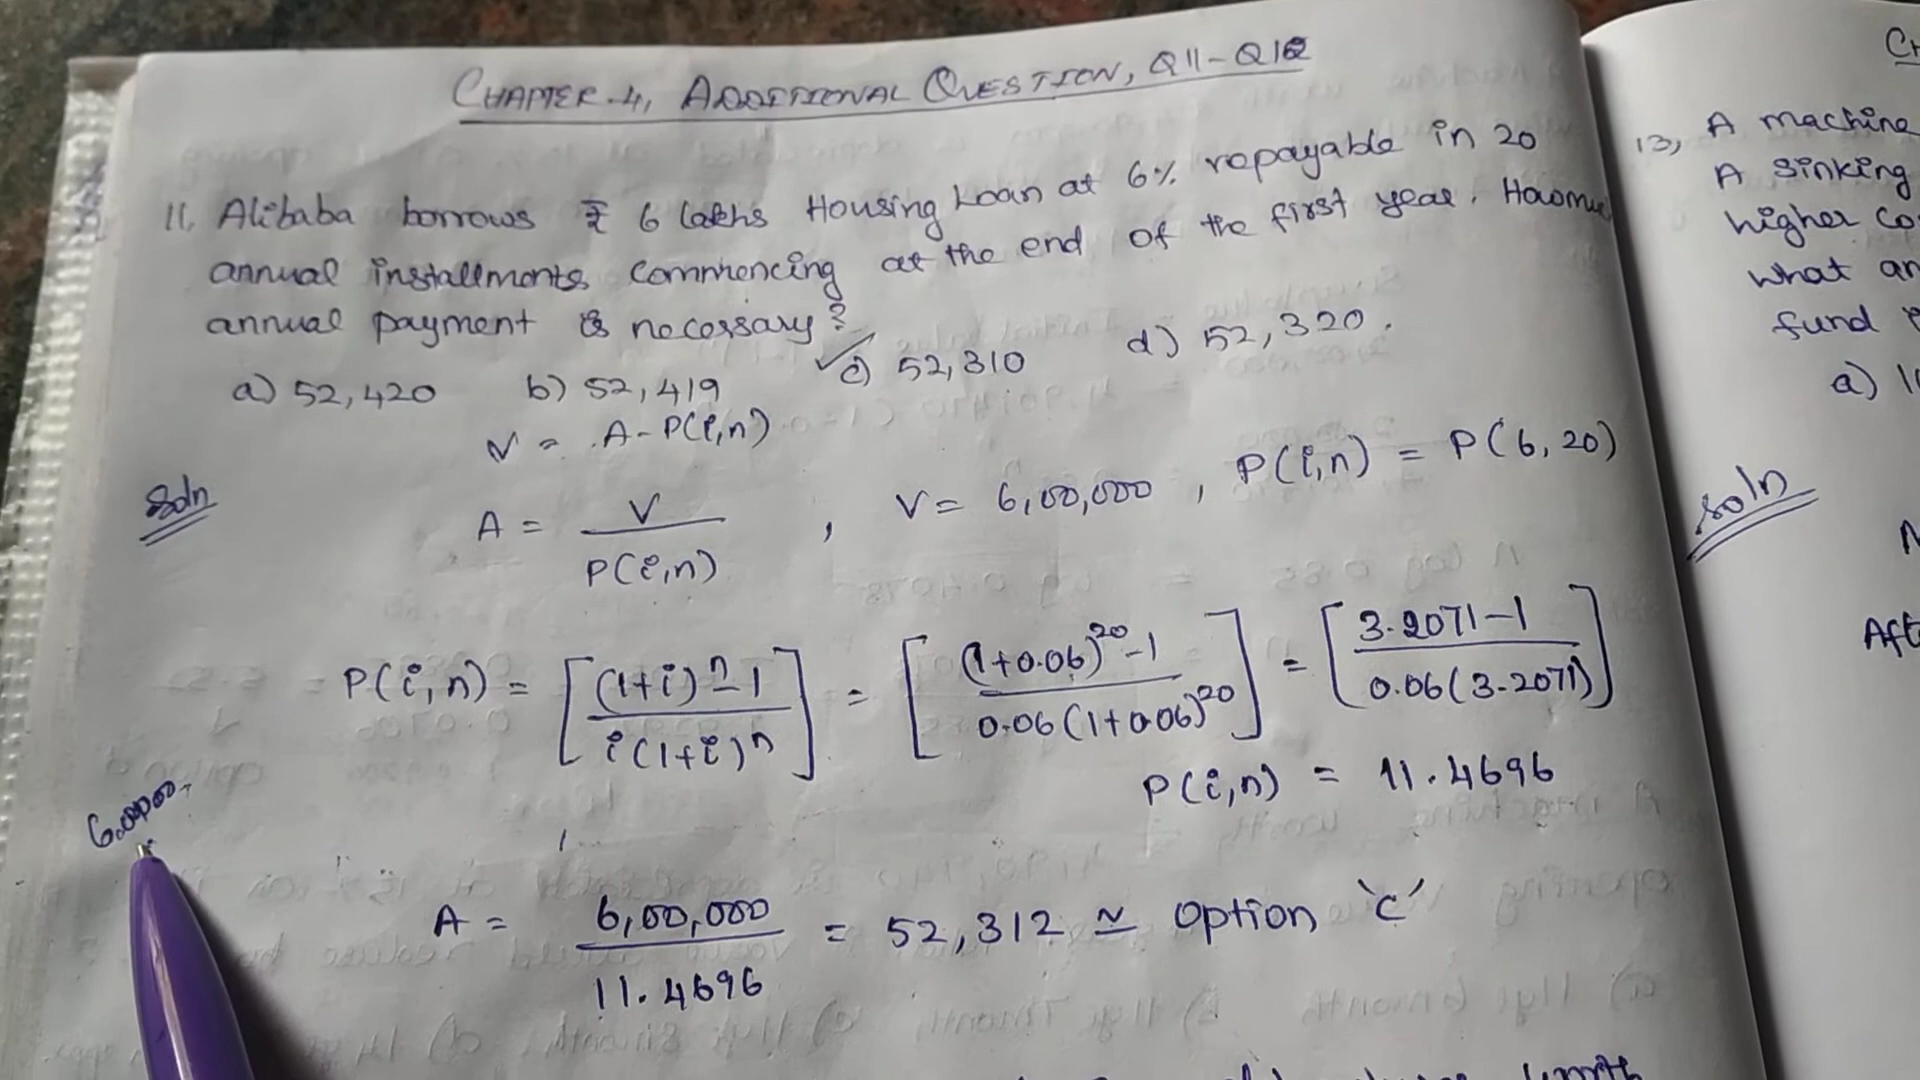 CHAPTER-4, ADDITIONAL QUESTION, Q11-Q12
11, Alibaba borrows ₹ 6 lakhs Housing Loan at 6% repayable in 20
annual installments commencing at the end of the first year.
annual payment is necessary?
a) 52,420 b) 52,419 c) 52,310 d) 52,320.
V = A-P(i,n)
Soln
A = V / P(i,n) , V = 6,00,000 , P(i,n) = P(6,20)
P(i,n) = [(1+i)^n - 1 / i(1+i)^n] = [(1+0.06)^20 - 1 / 0.06(1+0.06)^20] = [3.2071-1 / 0.06(3.2071)]
P(i,n) = 11.4696
6,00,000
A = 6,00,000 / 11.4696 = 52,312 ≃ option 'c'
13, A machine
A sinking
higher
what
fund
a)
soln